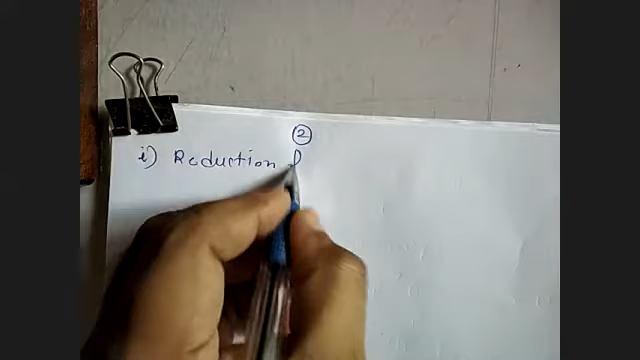 ②
i) Reduction